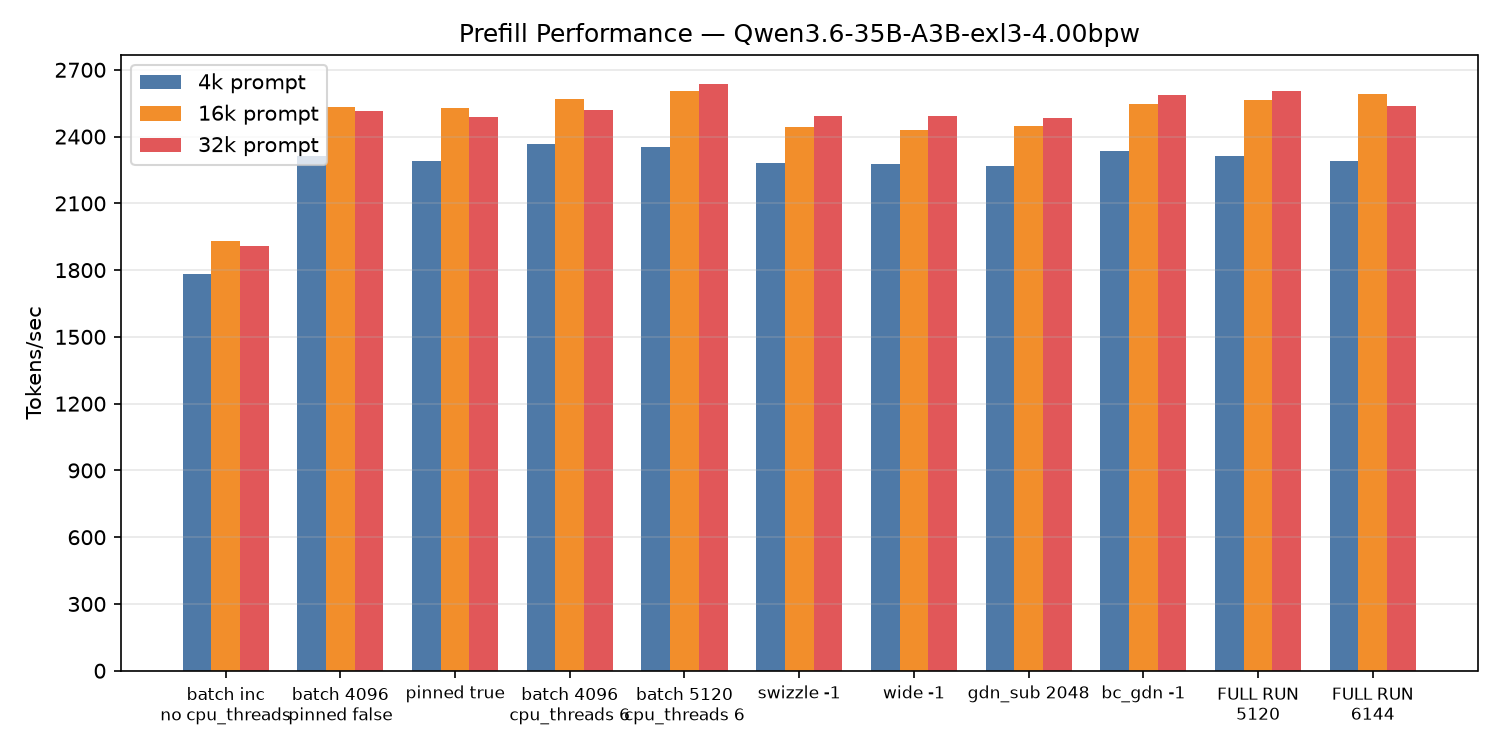 Prefill Performance — Qwen3.6-35B-A3B-exl3-4.00bpw
4k prompt
16k prompt
32k prompt
Tokens/sec
2700
2400
2100
1800
1500
1200
900
600
300
0
batch inc
no cpu_threads
batch 4096
pinned false
pinned true
batch 4096
cpu_threads 6
batch 5120
cpu_threads 6
swizzle -1
wide -1
gdn_sub 2048
bc_gdn -1
FULL RUN
5120
FULL RUN
6144